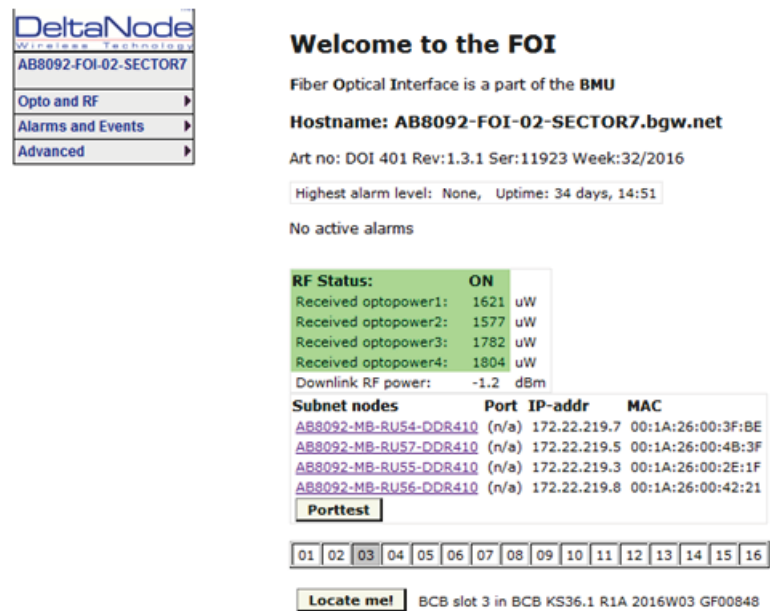 DeltaNode
Wireless Technology
AB8092-FOI-02-SECTOR7
Opto and RF
Alarms and Events
Advanced
Welcome to the FOI
Fiber Optical Interface is a part of the BMU
Hostname: AB8092-FOI-02-SECTOR7.bgw.net
Art no: DOI 401 Rev:1.3.1 Ser:11923 Week:32/2016
Highest alarm level: None, Uptime: 34 days, 14:51
No active alarms
RF Status: ON
Received optopower1: 1621 uW
Received optopower2: 1577 uW
Received optopower3: 1782 uW
Received optopower4: 1804 uW
Downlink RF power: -1.2 dBm
Subnet nodes Port IP-addr MAC
AB8092-MB-RU54-DDR410 (n/a) 172.22.219.7 00:1A:26:00:3F:BE
AB8092-MB-RU57-DDR410 (n/a) 172.22.219.5 00:1A:26:00:4B:3F
AB8092-MB-RU55-DDR410 (n/a) 172.22.219.3 00:1A:26:00:2E:1F
AB8092-MB-RU56-DDR410 (n/a) 172.22.219.8 00:1A:26:00:42:21
Porttest
01 02 03 04 05 06 07 08 09 10 11 12 13 14 15 16
Locate me! BCB slot 3 in BCB KS36.1 R1A 2016W03 GF00848